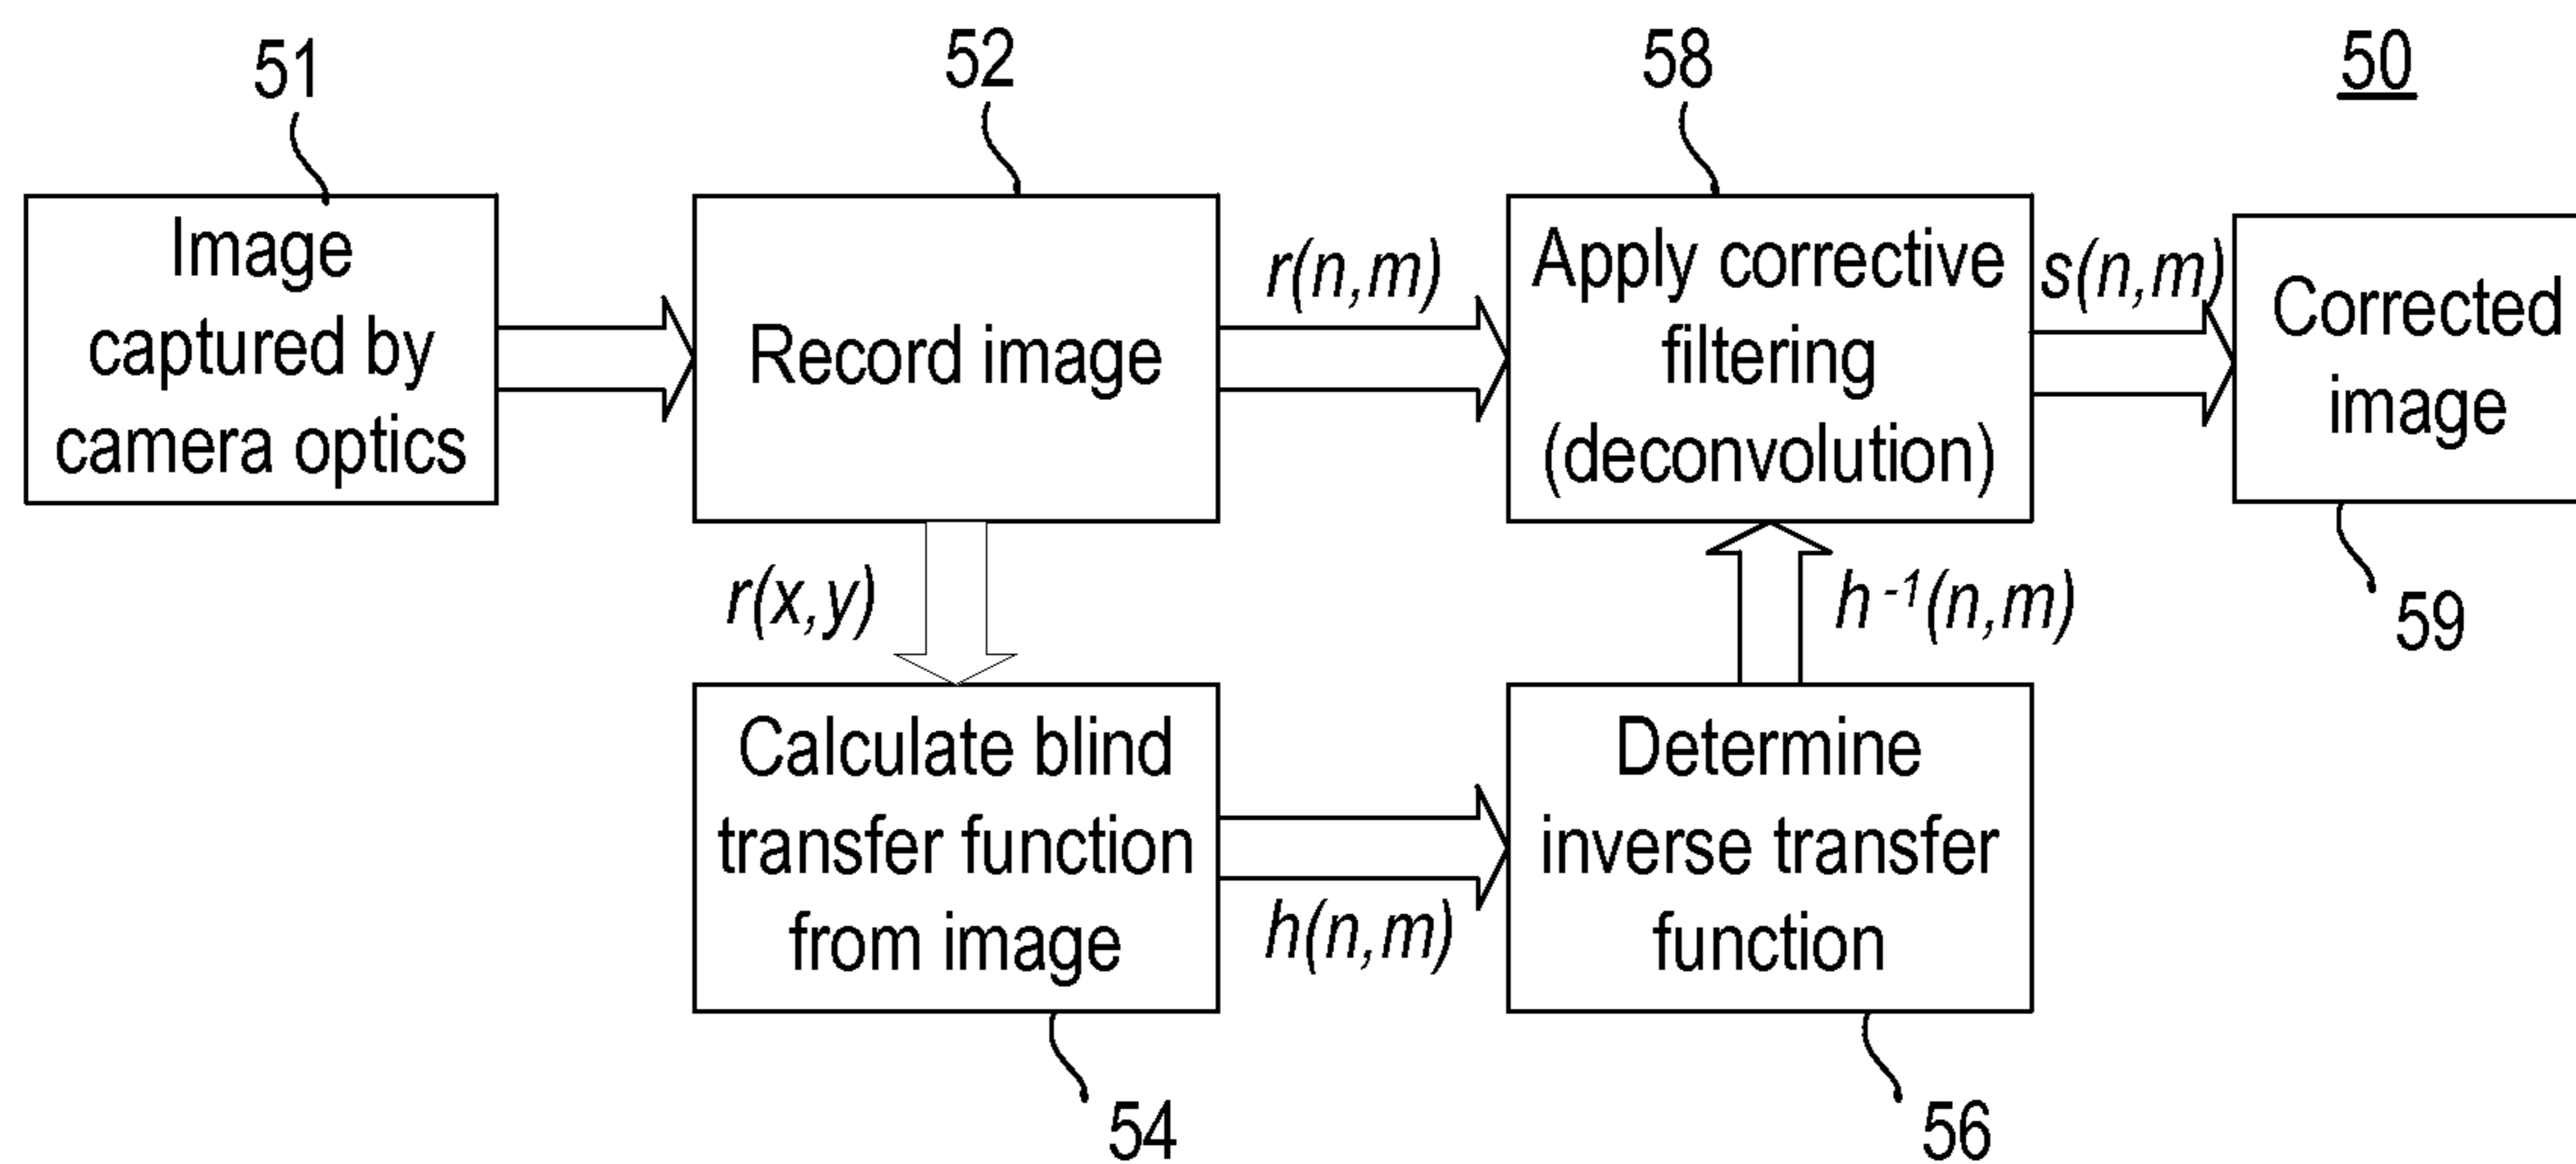 51
52
58
50
Image
captured by
camera optics
Record image
r(n,m)
Apply corrective
filtering
(deconvolution)
s(n,m)
Corrected
image
r(x,y)
h⁻¹(n,m)
59
Calculate blind
transfer function
from image
h(n,m)
Determine
inverse transfer
function
54
56